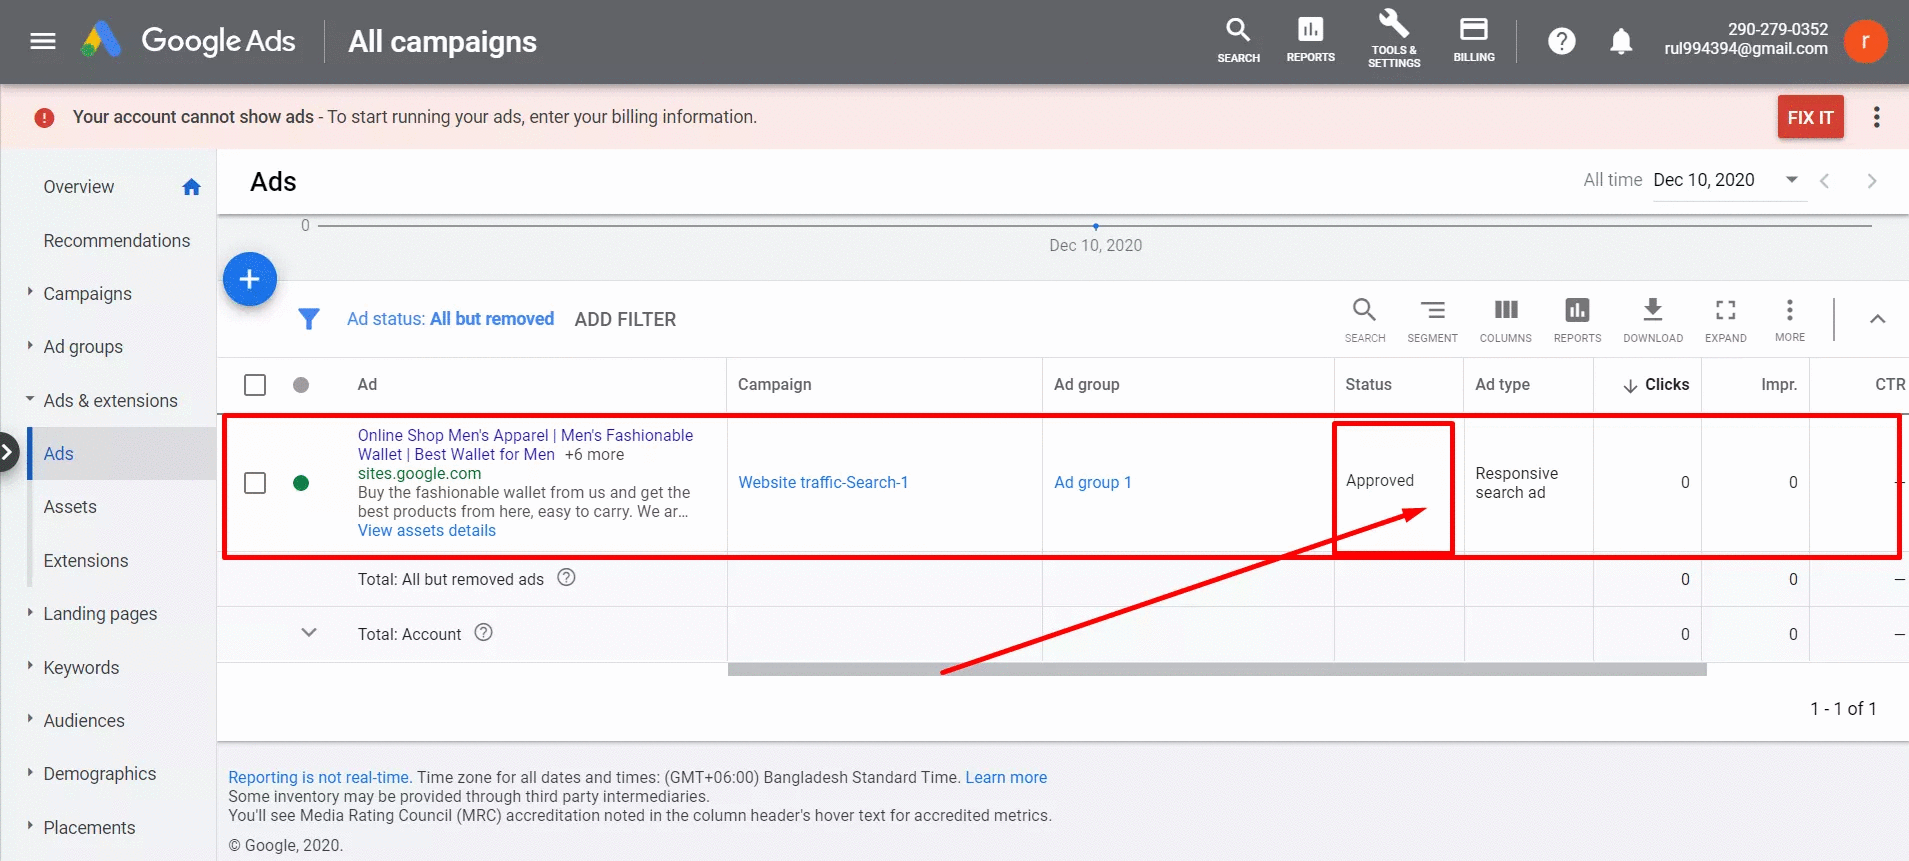 Google Ads
All campaigns
SEARCH
REPORTS
TOOLS &
SETTINGS
BILLING
290-279-0352
rul994394@gmail.com
r
Your account cannot show ads - To start running your ads, enter your billing information.
FIX IT
Overview
Recommendations
Campaigns
Ad groups
Ads & extensions
Ads
Assets
Extensions
Landing pages
Keywords
Audiences
Demographics
Placements
Ads
All time Dec 10, 2020
0
Dec 10, 2020
Ad status: All but removed ADD FILTER
SEARCH
SEGMENT
COLUMNS
REPORTS
DOWNLOAD
EXPAND
MORE
Ad Campaign Ad group Status Ad type Clicks Impr. CTR
Online Shop Men's Apparel | Men's Fashionable
Wallet | Best Wallet for Men +6 more
sites.google.com
Buy the fashionable wallet from us and get the
best products from here, easy to carry. We ar...
View assets details
Website traffic-Search-1
Ad group 1
Approved
Responsive
search ad
0
0
—
Total: All but removed ads 0 0 —
Total: Account 0 0 —
1 - 1 of 1
Reporting is not real-time. Time zone for all dates and times: (GMT+06:00) Bangladesh Standard Time. Learn more
Some inventory may be provided through third party intermediaries.
You'll see Media Rating Council (MRC) accreditation noted in the column header's hover text for accredited metrics.
© Google, 2020.